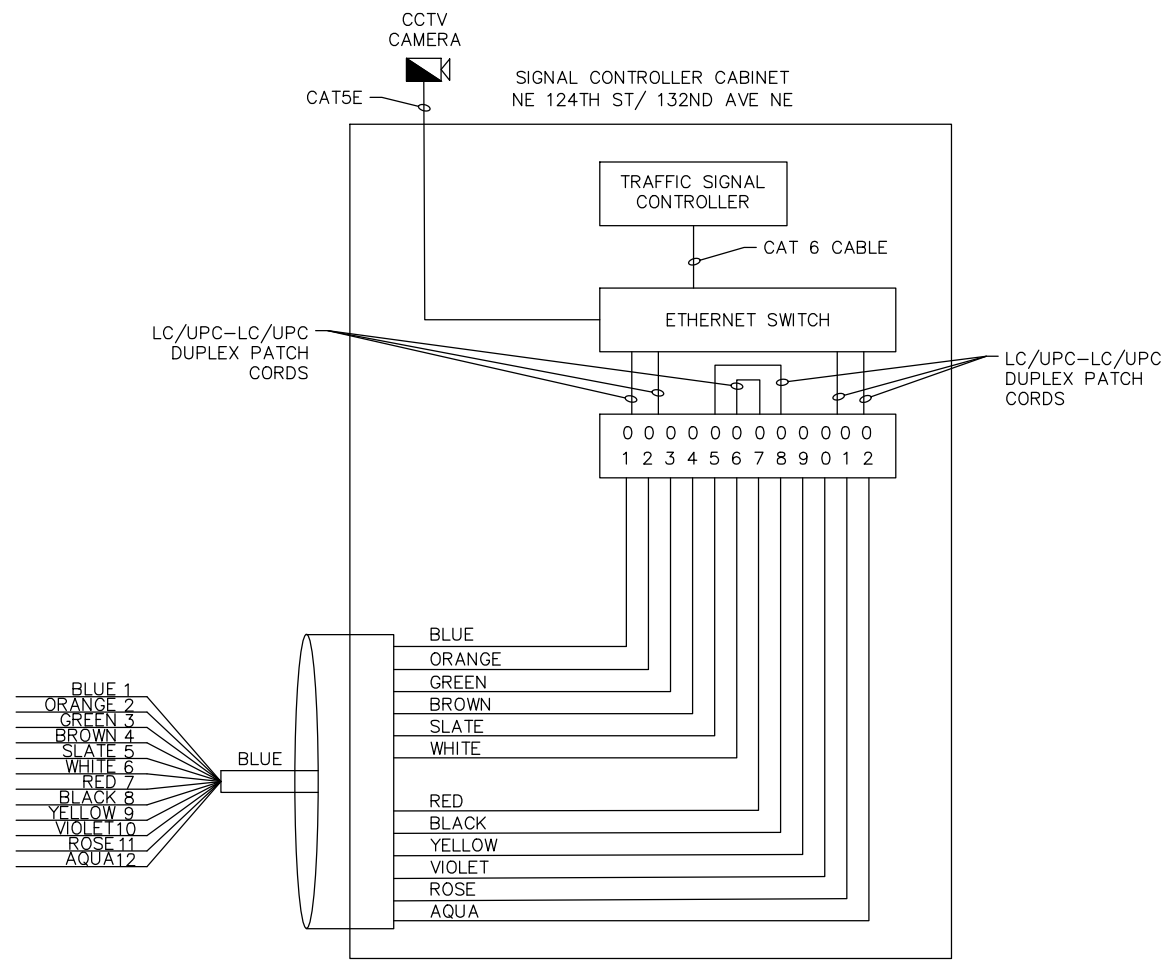 CCTV
CAMERA
SIGNAL CONTROLLER CABINET
NE 124TH ST/ 132ND AVE NE
CAT5E
TRAFFIC SIGNAL
CONTROLLER
CAT 6 CABLE
ETHERNET SWITCH
LC/UPC-LC/UPC
DUPLEX PATCH
CORDS
LC/UPC-LC/UPC
DUPLEX PATCH
CORDS
0 0 0 0 0 0 0 0 0 0 0 0
1 2 3 4 5 6 7 8 9 0 1 2
BLUE
ORANGE
GREEN
BROWN
SLATE
WHITE
RED
BLACK
YELLOW
VIOLET
ROSE
AQUA
BLUE 1
ORANGE 2
GREEN 3
BROWN 4
SLATE 5
WHITE 6
RED 7
BLACK 8
YELLOW 9
VIOLET10
ROSE11
AQUA12
BLUE